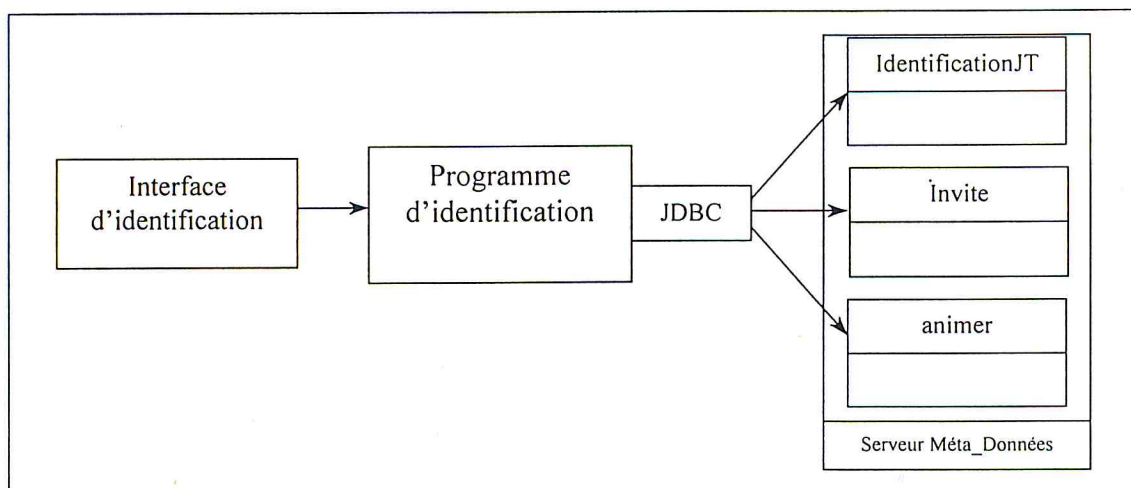 Interface
d'identification
Programme
d'identification
JDBC
IdentificationJT
Invite
animer
Serveur Méta_Données